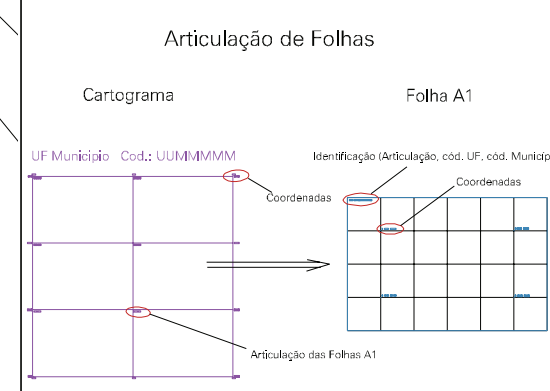 Articulação de Folhas
Cartograma
Folha A1
UF Municipio Cod.: UUMMMMM
Identificação (Articulação, cód. UF, cód. Municíp
Coordenadas
Coordenadas
Articulação das Folhas A1